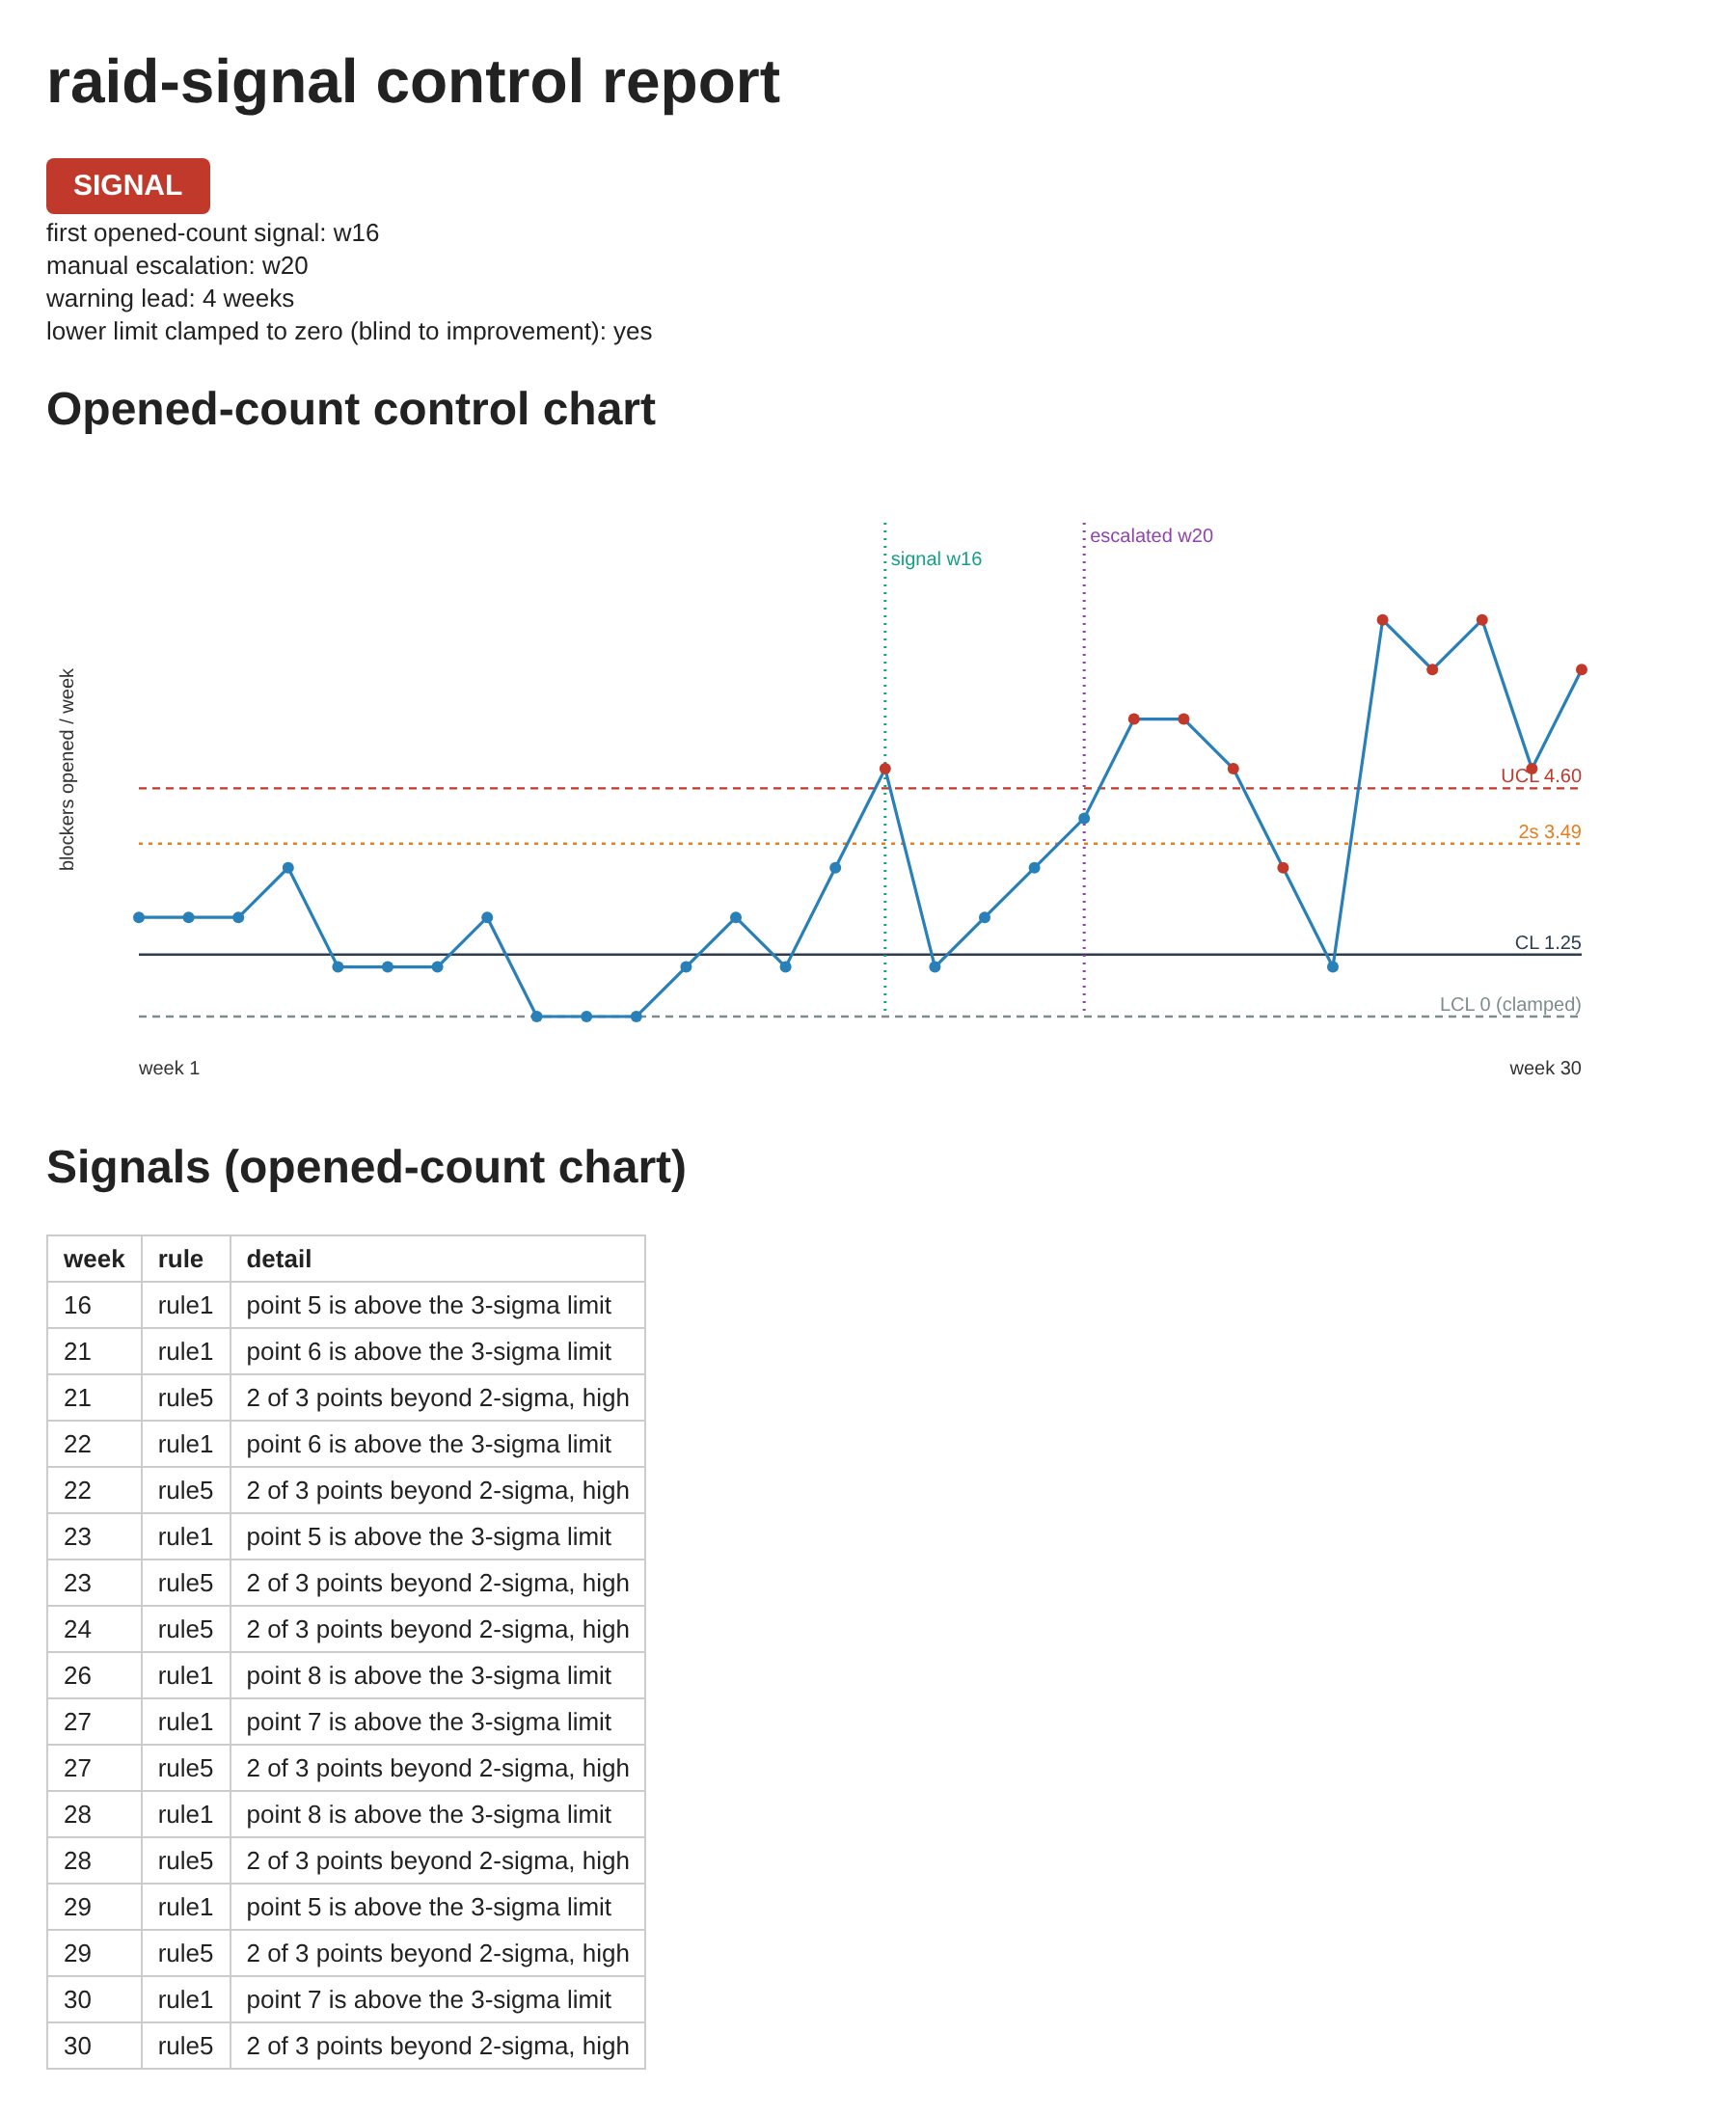 raid-signal control report
SIGNAL
first opened-count signal: w16
manual escalation: w20
warning lead: 4 weeks
lower limit clamped to zero (blind to improvement): yes
Opened-count control chart
escalated w20
signal w16
blockers opened / week
UCL 4.60
2s 3.49
CL 1.25
LCL 0 (clamped)
week 1
week 30
Signals (opened-count chart)
week rule detail
16 rule1 point 5 is above the 3-sigma limit
21 rule1 point 6 is above the 3-sigma limit
21 rule5 2 of 3 points beyond 2-sigma, high
22 rule1 point 6 is above the 3-sigma limit
22 rule5 2 of 3 points beyond 2-sigma, high
23 rule1 point 5 is above the 3-sigma limit
23 rule5 2 of 3 points beyond 2-sigma, high
24 rule5 2 of 3 points beyond 2-sigma, high
26 rule1 point 8 is above the 3-sigma limit
27 rule1 point 7 is above the 3-sigma limit
27 rule5 2 of 3 points beyond 2-sigma, high
28 rule1 point 8 is above the 3-sigma limit
28 rule5 2 of 3 points beyond 2-sigma, high
29 rule1 point 5 is above the 3-sigma limit
29 rule5 2 of 3 points beyond 2-sigma, high
30 rule1 point 7 is above the 3-sigma limit
30 rule5 2 of 3 points beyond 2-sigma, high